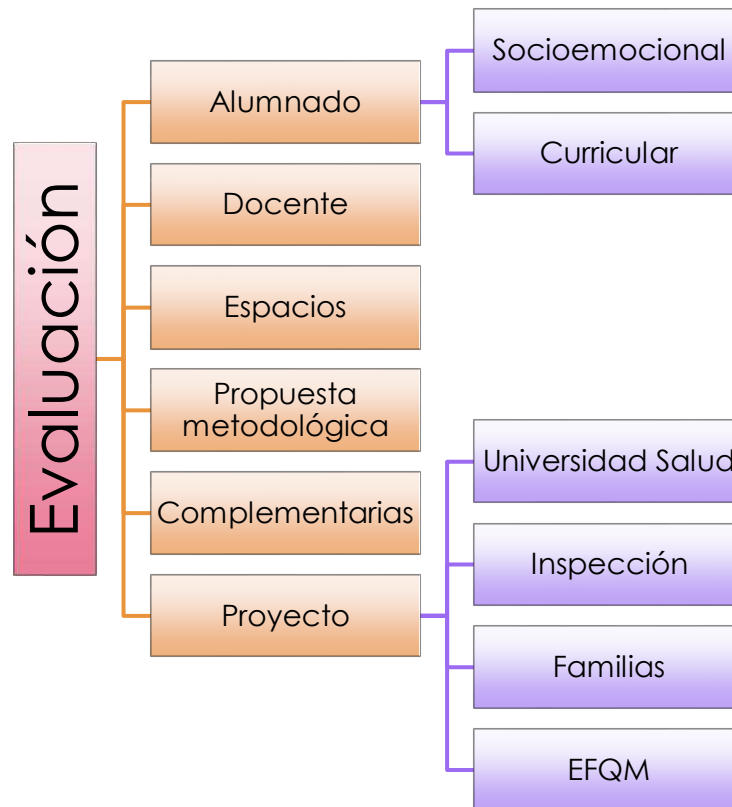 Evaluación
Alumnado
Socioemocional
Curricular
Docente
Espacios
Propuesta
metodológica
Complementarias
Proyecto
Universidad Salud
Inspección
Familias
EFQM